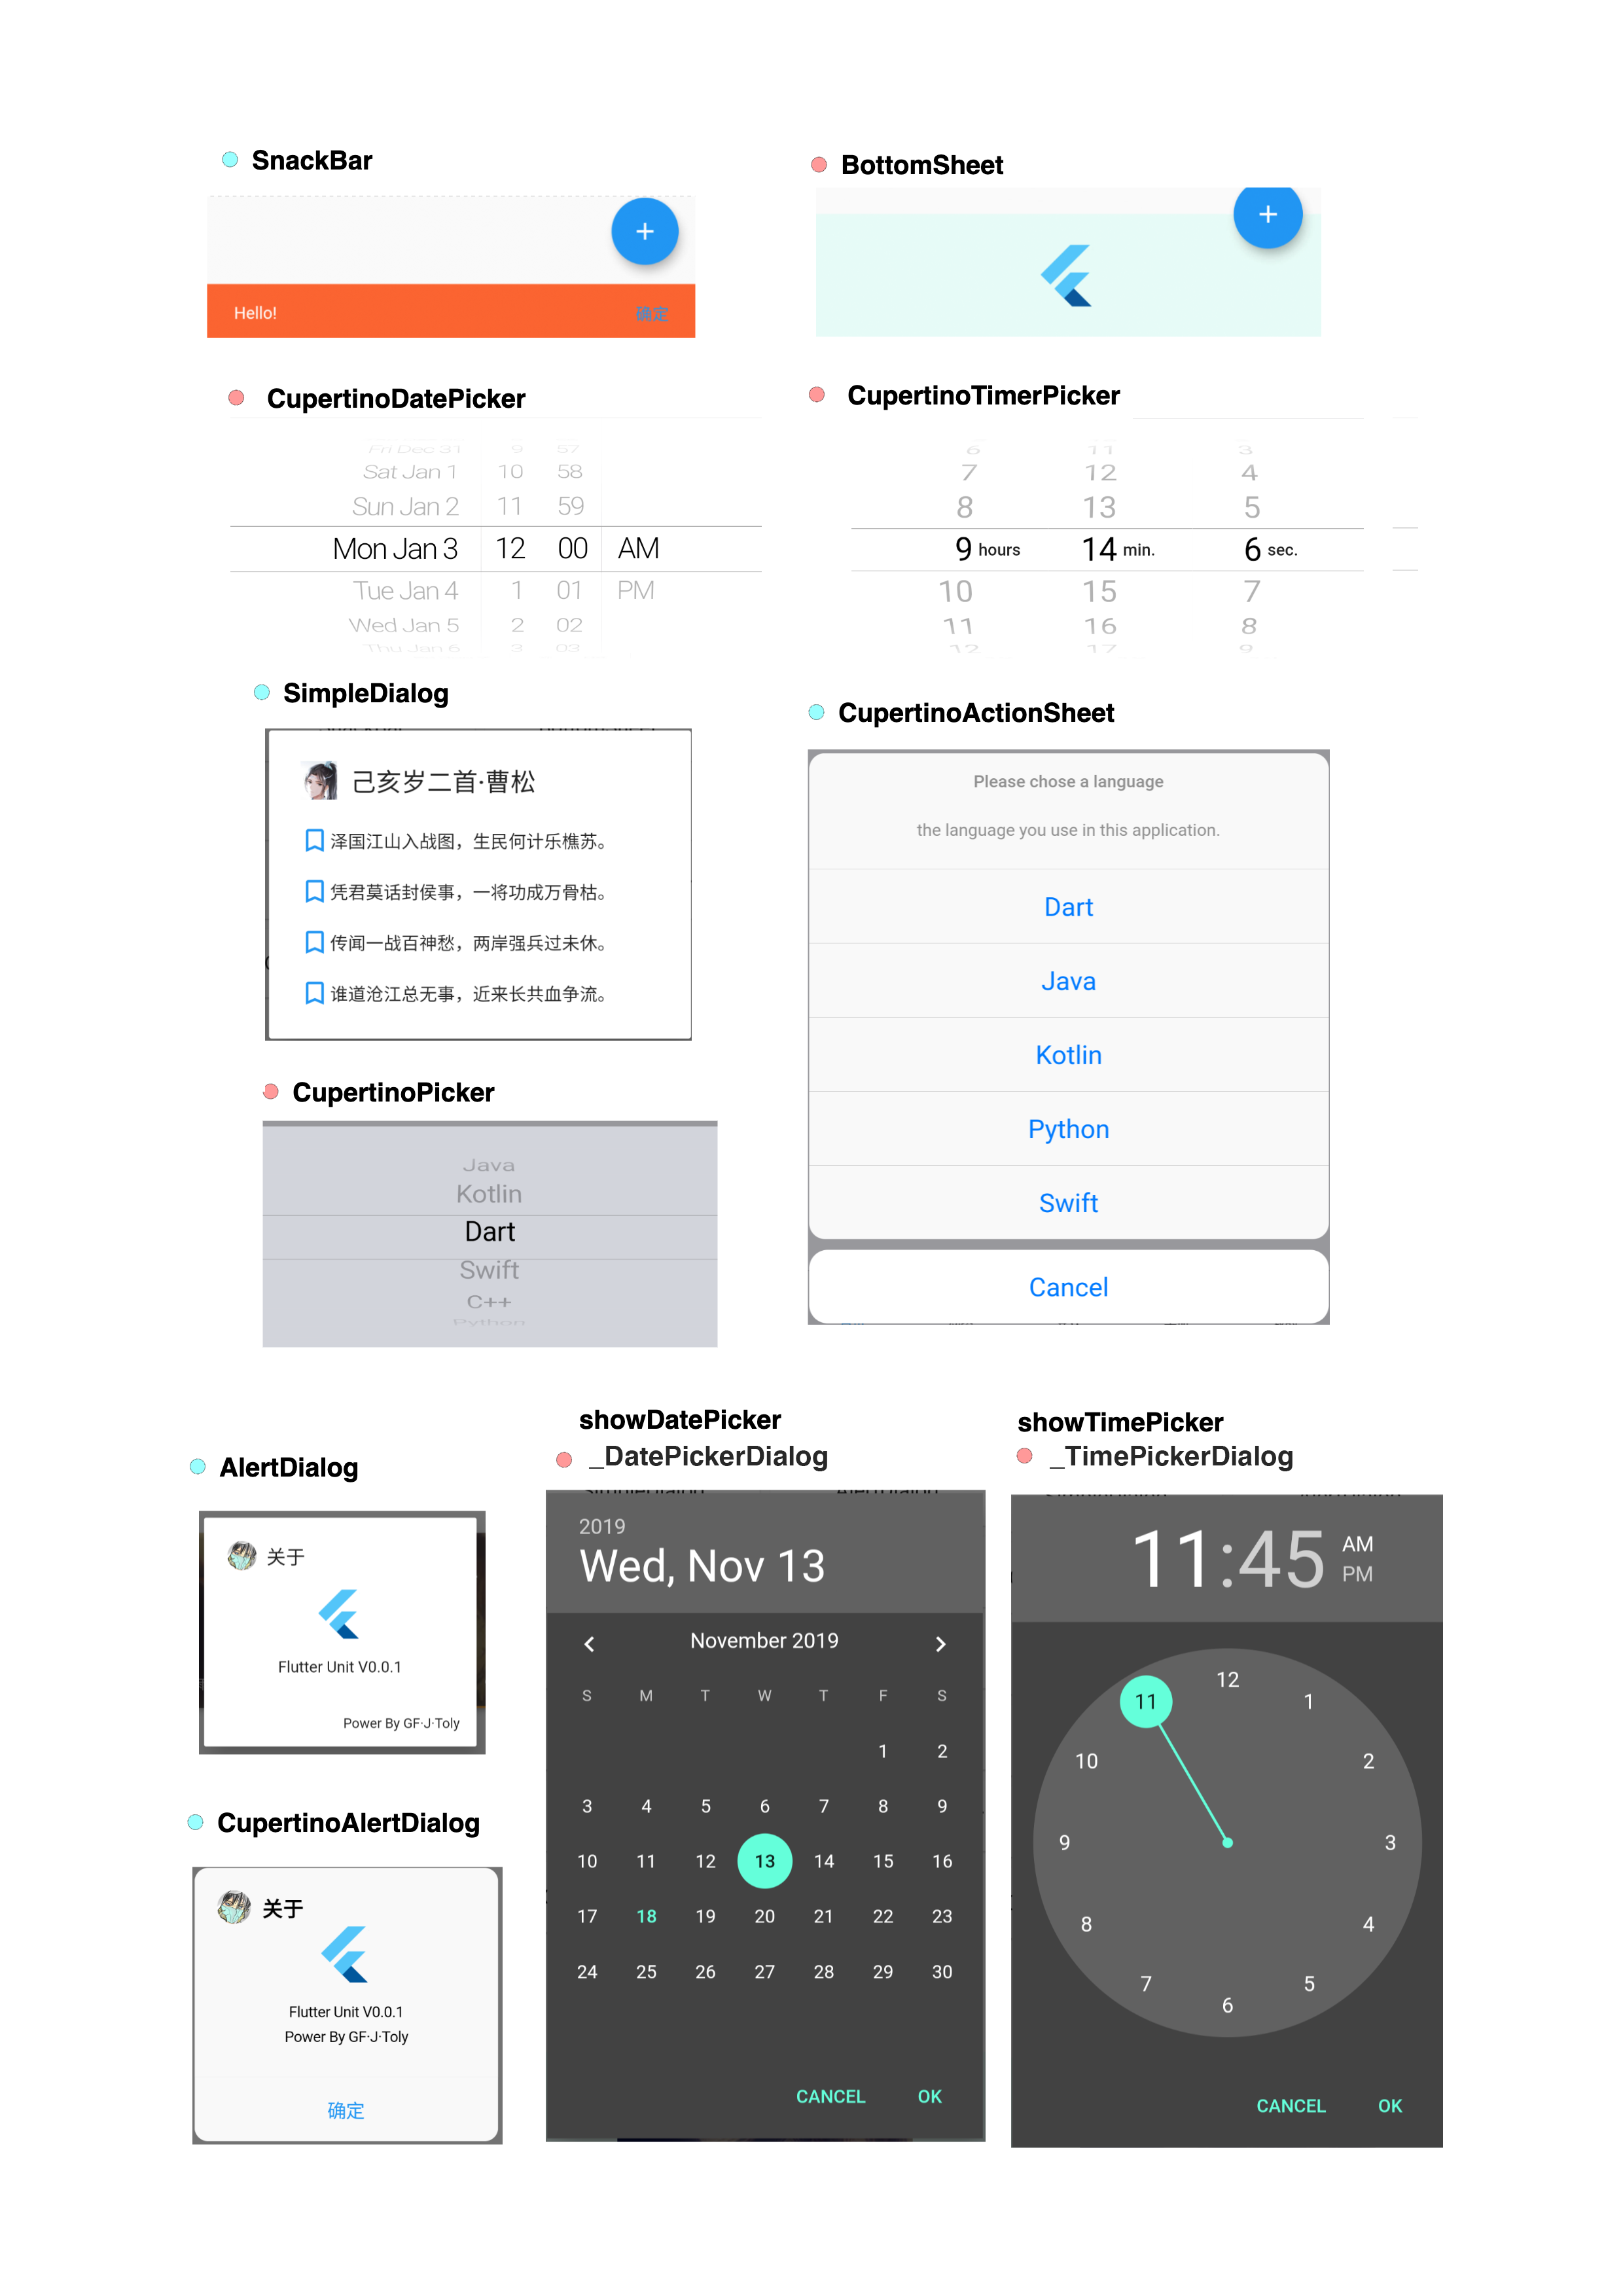 SnackBar
Hello!
确定
BottomSheet
CupertinoDatePicker
Fri Dec 31 9 57
Sat Jan 1 10 58
Sun Jan 2 11 59
Mon Jan 3 12 00 AM
Tue Jan 4 1 01 PM
Wed Jan 5 2 02
Thu Jan 6 3 03
CupertinoTimerPicker
6 11 3
7 12 4
8 13 5
9 hours 14 min. 6 sec.
10 15 7
11 16 8
12 17 9
SimpleDialog
己亥岁二首·曹松
泽国江山入战图，生民何计乐樵苏。
凭君莫话封侯事，一将功成万骨枯。
传闻一战百神愁，两岸强兵过未休。
谁道沧江总无事，近来长共血争流。
CupertinoActionSheet
Please chose a language
the language you use in this application.
Dart
Java
Kotlin
Python
Swift
Cancel
CupertinoPicker
Java
Kotlin
Dart
Swift
C++
Python
AlertDialog
关于
Flutter Unit V0.0.1
Power By GF·J·Toly
CupertinoAlertDialog
关于
Flutter Unit V0.0.1
Power By GF·J·Toly
确定
showDatePicker
_DatePickerDialog
2019
Wed, Nov 13
November 2019
S M T W T F S
1 2
3 4 5 6 7 8 9
10 11 12 13 14 15 16
17 18 19 20 21 22 23
24 25 26 27 28 29 30
CANCEL OK
showTimePicker
_TimePickerDialog
11:45 AM
PM
12
11 1
10 2
9 3
8 4
7 5
6
CANCEL OK